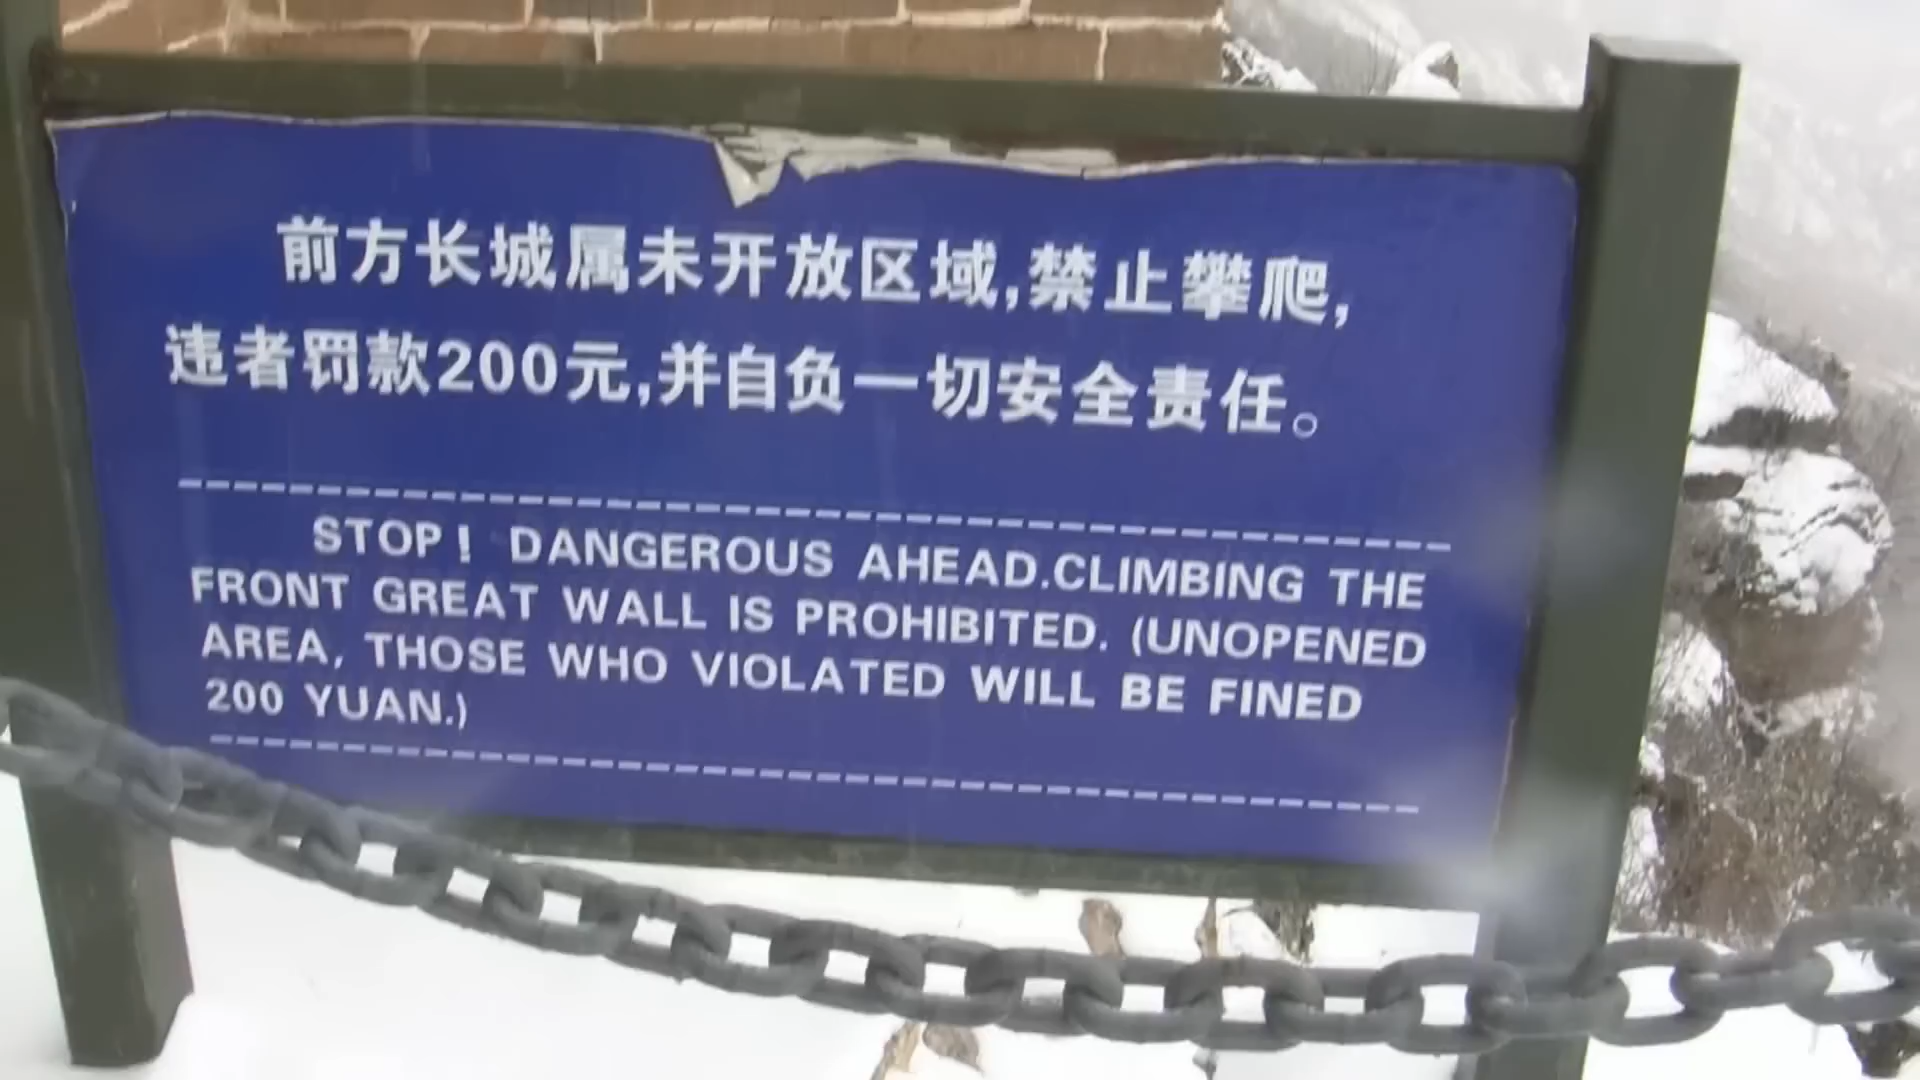 前方长城属未开放区域,禁止攀爬,
违者罚款200元,并自负一切安全责任。
STOP! DANGEROUS AHEAD.CLIMBING THE
FRONT GREAT WALL IS PROHIBITED. (UNOPENED
AREA, THOSE WHO VIOLATED WILL BE FINED
200 YUAN.)